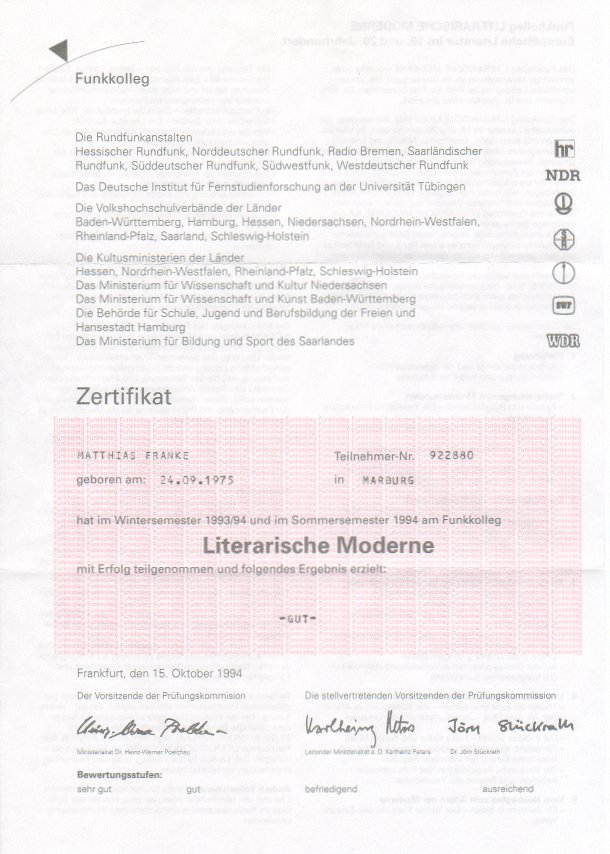 Funkkolleg
Die Rundfunkanstalten
Hessischer Rundfunk, Norddeutscher Rundfunk, Radio Bremen, Saarländischer
Rundfunk, Süddeutscher Rundfunk, Südwestfunk, Westdeutscher Rundfunk
Das Deutsche Institut für Fernstudienforschung an der Universität Tübingen
Die Volkshochschulverbände der Länder
Baden-Württemberg, Hamburg, Hessen, Niedersachsen, Nordrhein-Westfalen,
Rheinland-Pfalz, Saarland, Schleswig-Holstein
Die Kultusministerien der Länder
Hessen, Nordrhein-Westfalen, Rheinland-Pfalz, Schleswig-Holstein
Das Ministerium für Wissenschaft und Kultur Niedersachsen
Das Ministerium für Wissenschaft und Kunst Baden-Württemberg
Die Behörde für Schule, Jugend und Berufsbildung der Freien und
Hansestadt Hamburg
Das Ministerium für Bildung und Sport des Saarlandes
hr
NDR
SR
SWF
WDR
Zertifikat
MATTHIAS FRANKE Teilnehmer-Nr. 922880
geboren am: 24.09.1975 in MARBURG
hat im Wintersemester 1993/94 und im Sommersemester 1994 am Funkkolleg
Literarische Moderne
mit Erfolg teilgenommen und folgendes Ergebnis erzielt:
-GUT-
Frankfurt, den 15. Oktober 1994
Der Vorsitzende der Prüfungskommision Die stellvertretenden Vorsitzenden der Prüfungskommission
Heinz-Werner Poelchau Karlheinz Peters Jörn Stückrath
Ministerialrat Dr. Heinz-Werner Poelchau Leitender Ministerialrat a. D. Karlheinz Peters Dr. Jörn Stückrath
Bewertungsstufen:
sehr gut gut befriedigend ausreichend